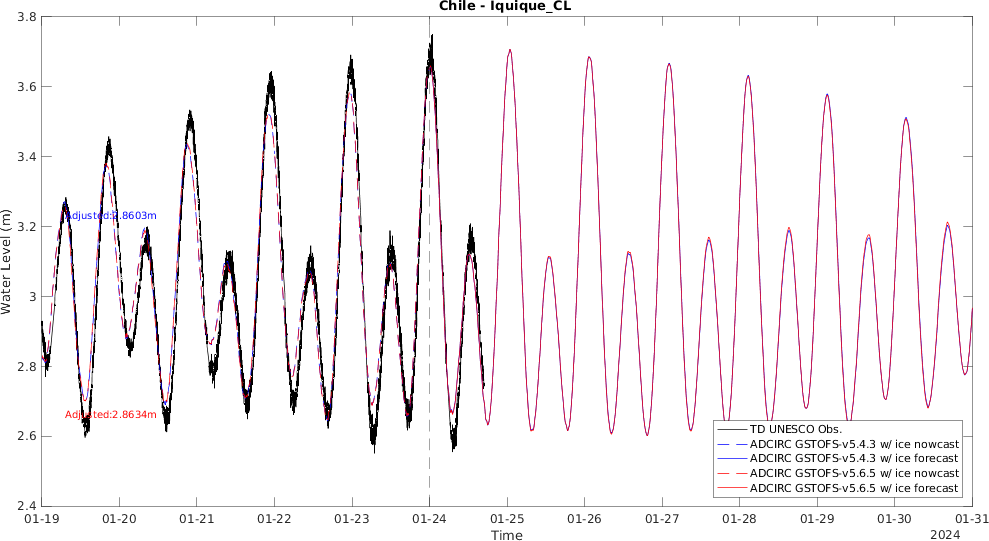 Chile - Iquique_CL
3.8
3.6
3.4
3.2
3
2.8
2.6
2.4
Water Level (m)
Adjusted:2.8603m
Adjusted:2.8634m
TD UNESCO Obs.
ADCIRC GSTOFS-v5.4.3 w/ ice nowcast
ADCIRC GSTOFS-v5.4.3 w/ ice forecast
ADCIRC GSTOFS-v5.6.5 w/ ice nowcast
ADCIRC GSTOFS-v5.6.5 w/ ice forecast
01-19 01-20 01-21 01-22 01-23 01-24 01-25 01-26 01-27 01-28 01-29 01-30 01-31
Time
2024